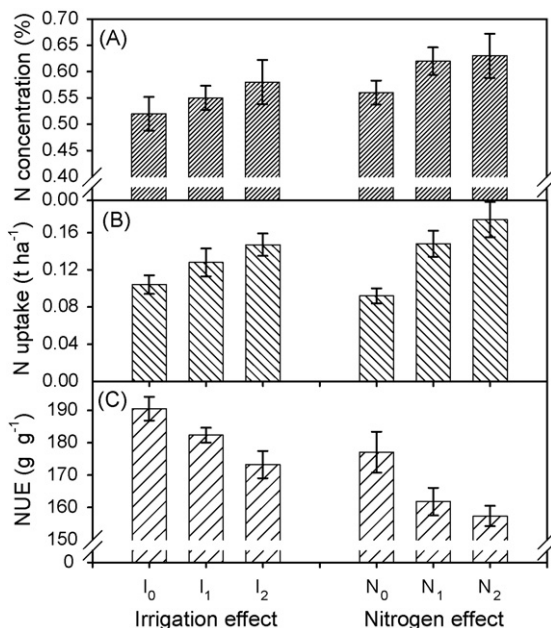 0.70
(A)
0.65
0.60
0.55
0.50
0.45
0.40
0.00
N concentration (%)
(B)
0.16
0.12
0.08
0.04
0.00
N uptake (t ha⁻¹)
(C)
190
180
170
160
150
0
NUE (g g⁻¹)
I₀ I₁ I₂ N₀ N₁ N₂
Irrigation effect Nitrogen effect